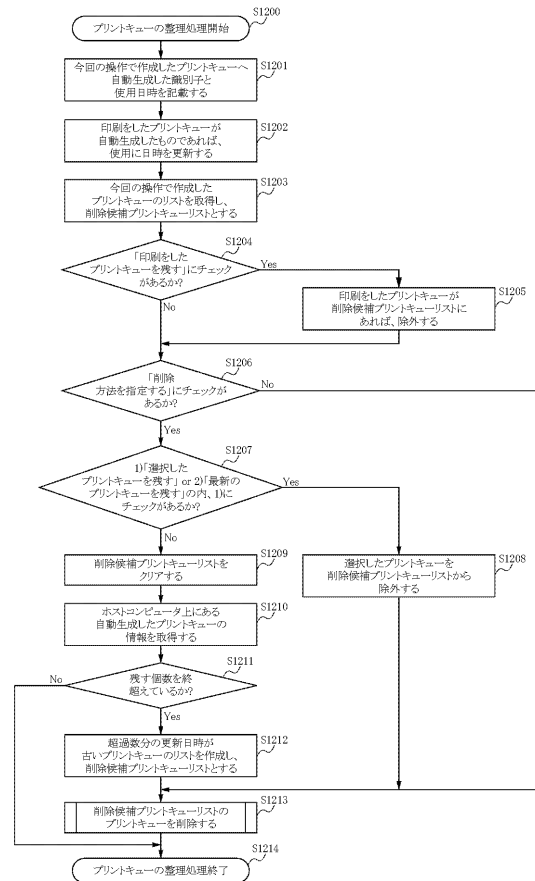 S1200
プリントキューの整理処理開始
S1201
今回の操作で作成したプリントキューへ
自動生成した識別子と
使用日時を記載する
S1202
印刷をしたプリントキューが
自動生成したものであれば、
使用に日時を更新する
S1203
今回の操作で作成した
プリントキューのリストを取得し、
削除候補プリントキューリストとする
S1204
「印刷をした
プリントキューを残す」にチェック
があるか?
Yes
No
S1205
印刷をしたプリントキューが
削除候補プリントキューリストに
あれば、除外する
S1206
「削除
方法を指定する」にチェックが
あるか?
No
Yes
S1207
1)「選択した
プリントキューを残す」 or 2)「最新の
プリントキューを残す」の内、1)に
チェックがあるか?
Yes
No
S1208
選択したプリントキューを
削除候補プリントキューリストから
除外する
S1209
削除候補プリントキューリストを
クリアする
S1210
ホストコンピュータ上にある
自動生成したプリントキューの
情報を取得する
S1211
残す個数を終
超えているか?
No
Yes
S1212
超過数分の更新日時が
古いプリントキューのリストを作成し、
削除候補プリントキューリストとする
S1213
削除候補プリントキューリストの
プリントキューを削除する
S1214
プリントキューの整理処理終了